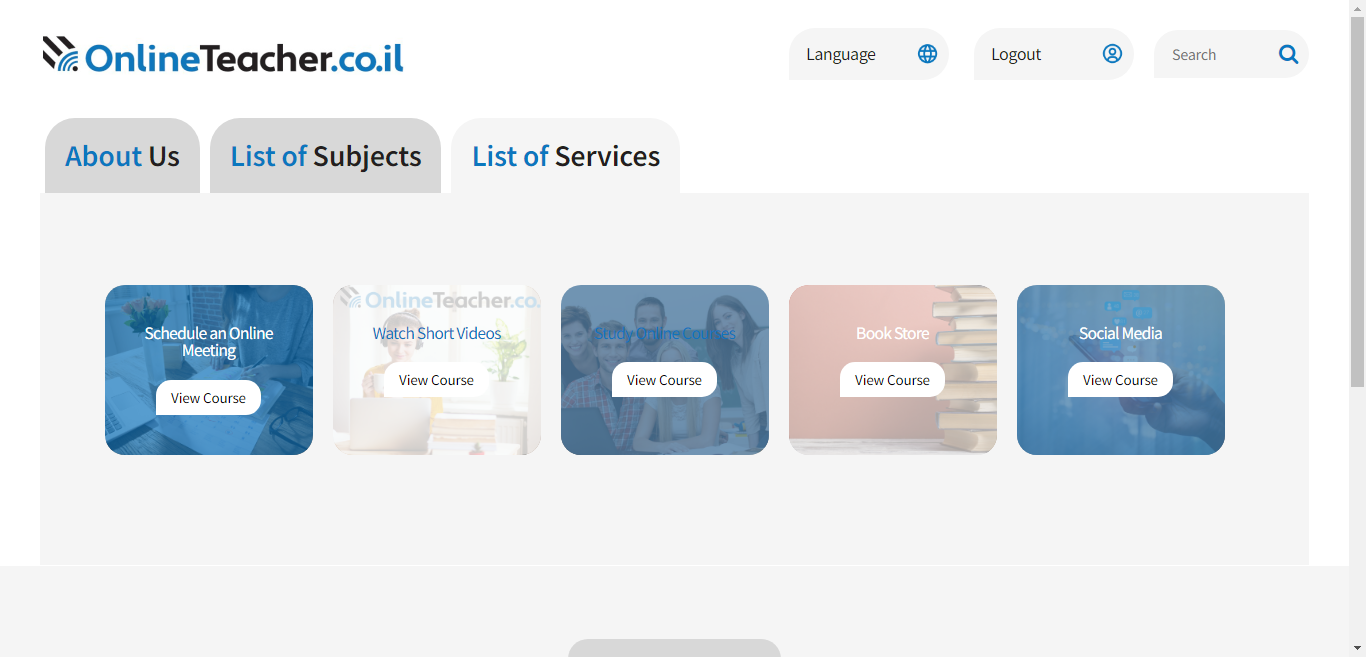 OnlineTeacher.co.il
Language
Logout
Search
About Us
List of Subjects
List of Services
Schedule an Online
Meeting
View Course
OnlineTeacher.co.
Watch Short Videos
View Course
Study Online Courses
View Course
Book Store
View Course
Social Media
View Course